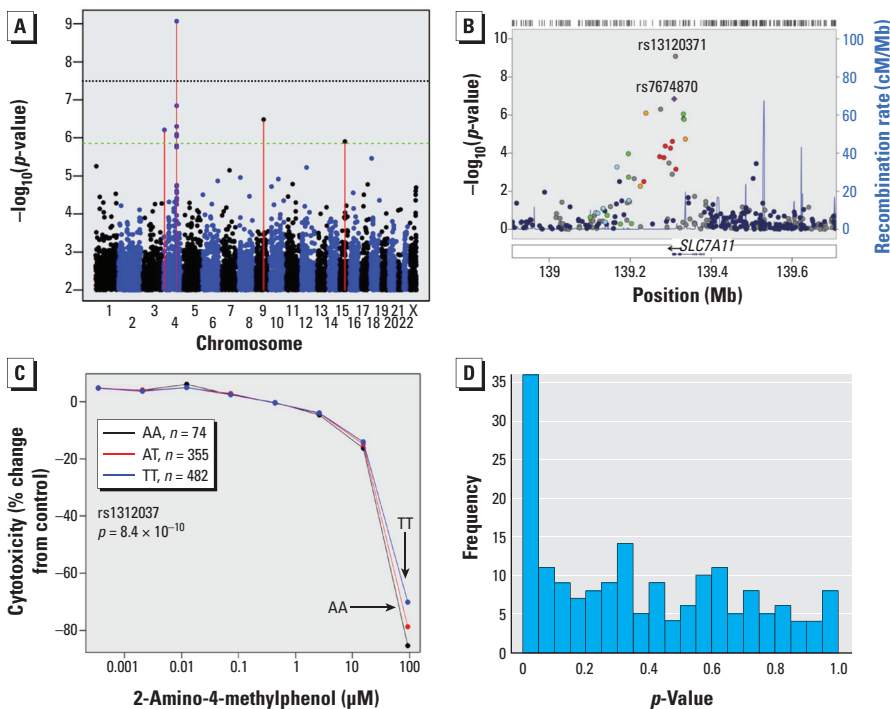 A
9
8
7
6
5
4
3
2
–log10(p-value)
1 3 5 7 9 11 13 15 17 19 21 X
2 4 6 8 10 12 14 16 18 20 22
Chromosome
B
10
8
6
4
2
0
–log10(p-value)
rs13120371
rs7674870
100
80
60
40
20
0
Recombination rate (cM/Mb)
SLC7A11
139 139.2 139.4 139.6
Position (Mb)
C
0
–20
–40
–60
–80
Cytotoxicity (% change
from control)
AA, n = 74
AT, n = 355
TT, n = 482
rs1312037
p = 8.4 × 10–10
TT
AA
0.001 0.01 0.1 1 10 100
2-Amino-4-methylphenol (μM)
D
35
30
25
20
15
10
5
0
Frequency
0 0.2 0.4 0.6 0.8 1.0
p-Value